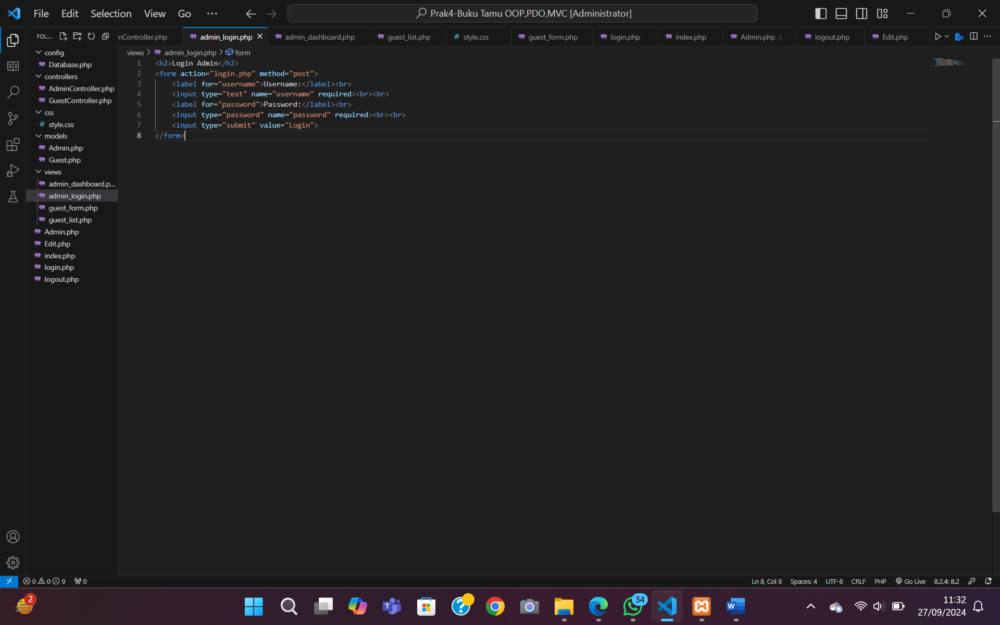 File Edit Selection View Go
Prak4-Buku Tamu OOP,PDO,MVC [Administrator]
FOL...
nController.php
admin_login.php
admin_dashboard.php
guest_list.php
# style.css
guest_form.php
login.php
index.php
Admin.php .\
logout.php
Edit.php
views > admin_login.php > form
config
Database.php
controllers
AdminController.php
GuestController.php
css
# style.css
models
Admin.php
Guest.php
views
admin_dashboard.p...
admin_login.php
guest_form.php
guest_list.php
Admin.php
Edit.php
index.php
login.php
logout.php
1 <h2>Login Admin</h2>
2 <form action="login.php" method="post">
3 <label for="username">Username:</label><br>
4 <input type="text" name="username" required><br><br>
5 <label for="password">Password:</label><br>
6 <input type="password" name="password" required><br><br>
7 <input type="submit" value="Login">
8 </form>
0 0 9 0
Ln 8, Col 8 Spaces: 4 UTF-8 CRLF PHP Go Live 8.2.4: 8.2
2
34
11:32
27/09/2024